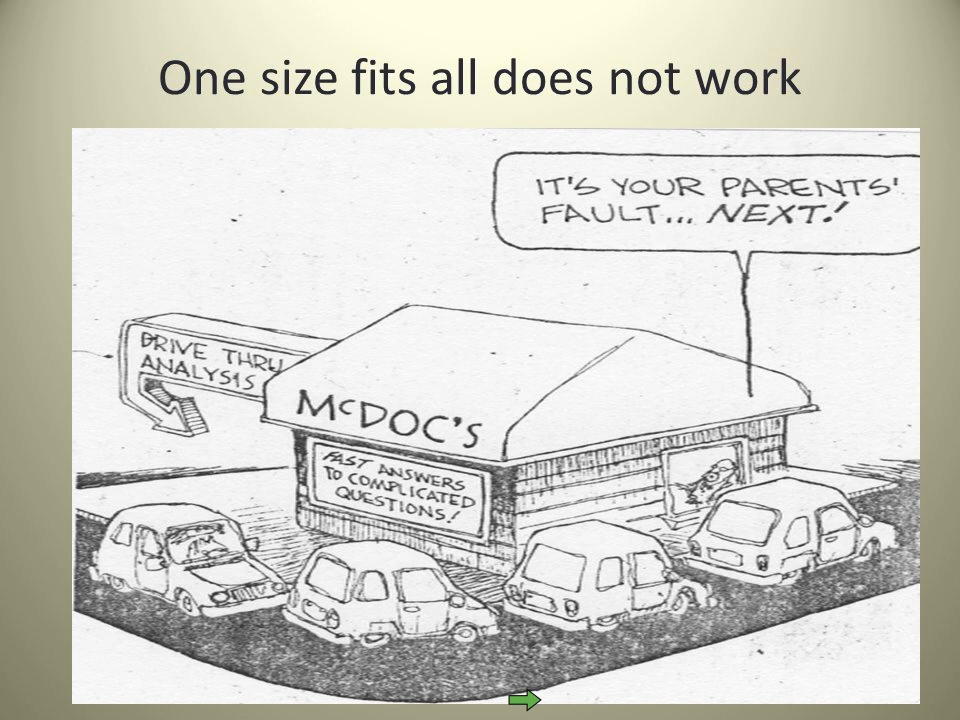 One size fits all does not work
IT'S YOUR PARENTS'
FAULT... NEXT!
DRIVE THRU
ANALYSIS
McDOC'S
FAST ANSWERS
TO COMPLICATED
QUESTIONS!